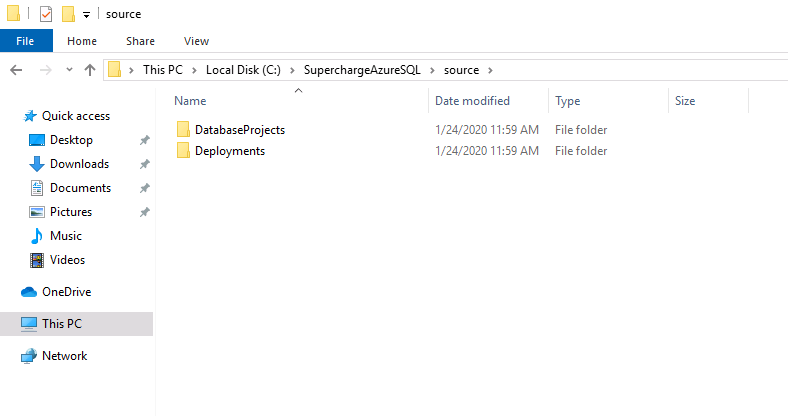 source
File Home Share View
This PC Local Disk (C:) SuperchargeAzureSQL source
Name Date modified Type Size
Quick access
Desktop
Downloads
Documents
Pictures
Music
Videos
OneDrive
This PC
Network
DatabaseProjects 1/24/2020 11:59 AM File folder
Deployments 1/24/2020 11:59 AM File folder